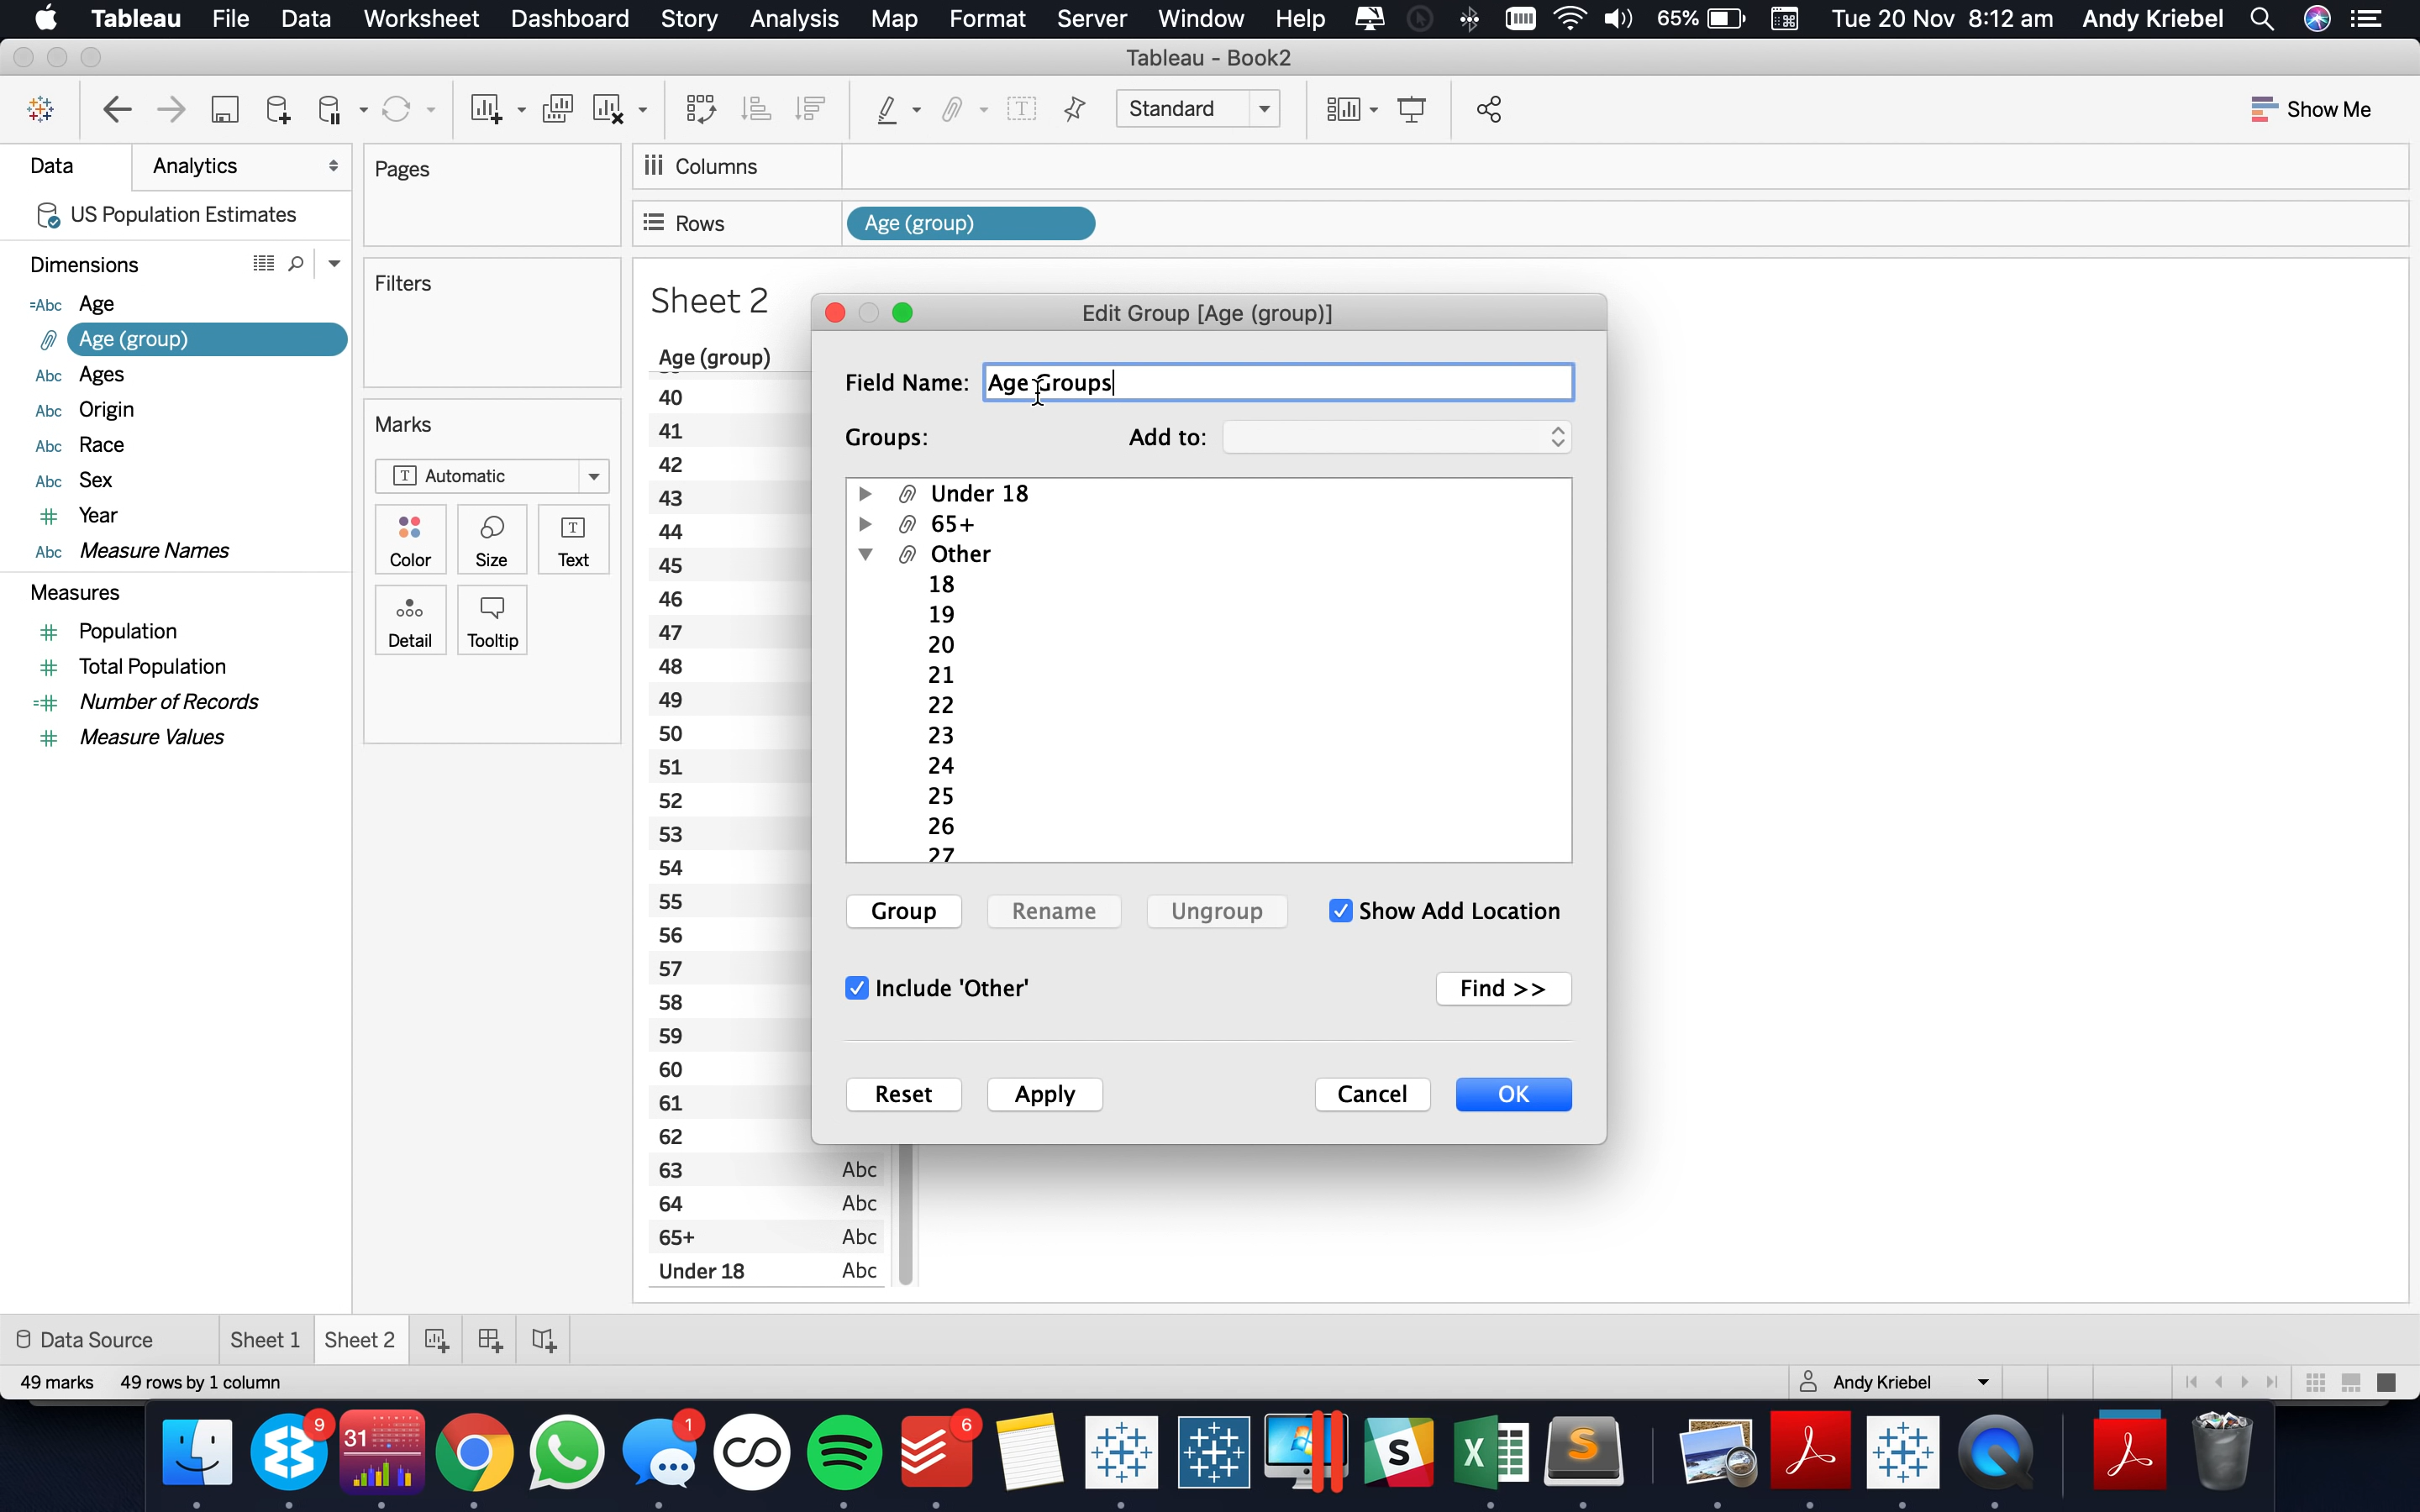 Tableau File Data Worksheet Dashboard Story Analysis Map Format Server Window Help 65% Tue 20 Nov 8:12 am Andy Kriebel
Tableau - Book2
Standard
Show Me
Data Analytics
US Population Estimates
Dimensions
=Abc Age
Age (group)
Abc Ages
Abc Origin
Abc Race
Abc Sex
# Year
Abc Measure Names
Measures
# Population
# Total Population
=# Number of Records
# Measure Values
Pages
Filters
Marks
T Automatic
Color Size T Text
Detail Tooltip
Columns
Rows Age (group)
Sheet 2
Age (group)
40
41
42
43
44
45
46
47
48
49
50
51
52
53
54
55
56
57
58
59
60
61
62
63 Abc
64 Abc
65+ Abc
Under 18 Abc
Edit Group [Age (group)]
Field Name: Age Groups
Groups: Add to:
Under 18
65+
Other
18
19
20
21
22
23
24
25
26
27
Group Rename Ungroup Show Add Location
Include 'Other' Find >>
Reset Apply Cancel OK
Data Source Sheet 1 Sheet 2
49 marks 49 rows by 1 column Andy Kriebel
9 31 1 6 S X S